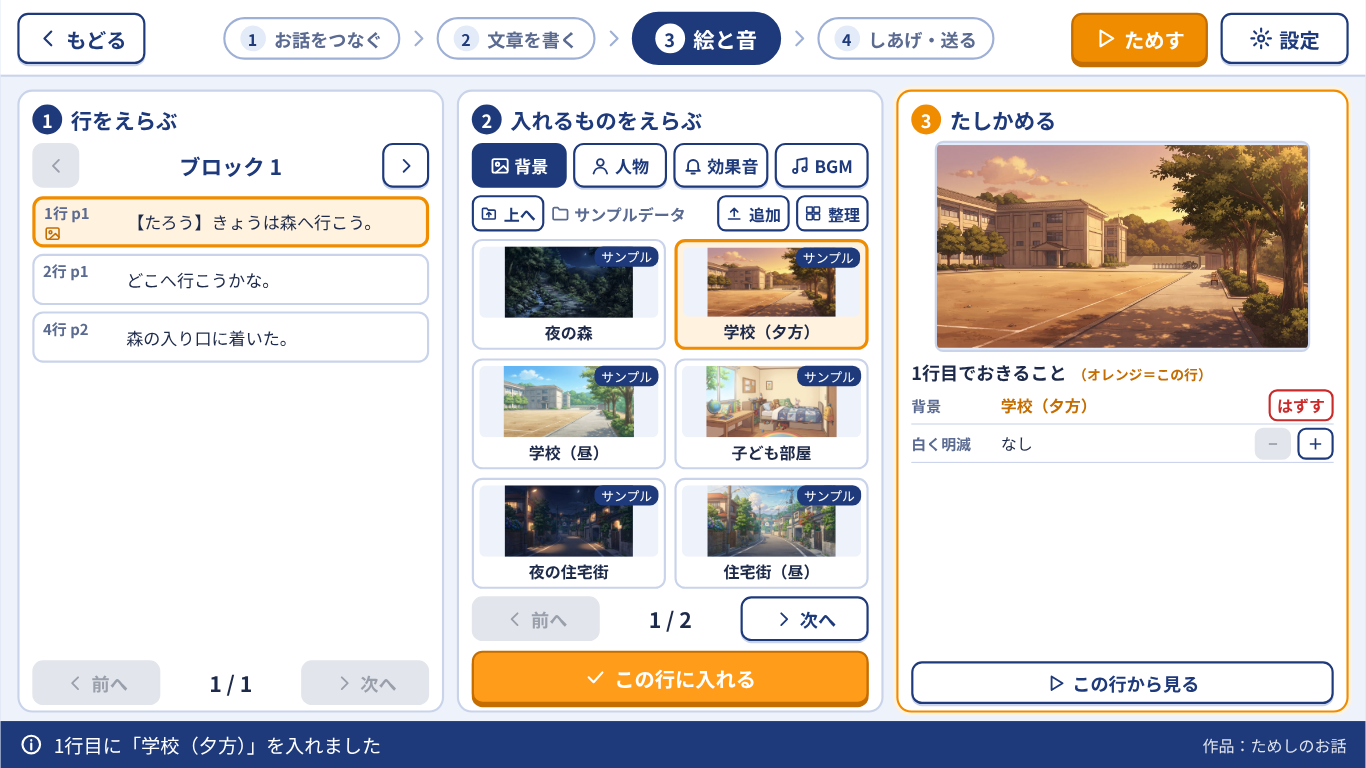 もどる
1 お話をつなぐ
2 文章を書く
3 絵と音
4 しあげ・送る
ためす
設定
1 行をえらぶ
ブロック 1
1行 p1 【たろう】きょうは森へ行こう。
2行 p1 どこへ行こうかな。
4行 p2 森の入り口に着いた。
前へ 1 / 1 次へ
2 入れるものをえらぶ
背景 人物 効果音 BGM
上へ サンプルデータ 追加 整理
サンプル
夜の森
サンプル
学校（夕方）
サンプル
学校（昼）
サンプル
子ども部屋
サンプル
夜の住宅街
サンプル
住宅街（昼）
前へ 1 / 2 次へ
この行に入れる
3 たしかめる
1行目でおきること （オレンジ＝この行）
背景 学校（夕方） はずす
白く明滅 なし − +
この行から見る
1行目に「学校（夕方）」を入れました
作品：ためしのお話